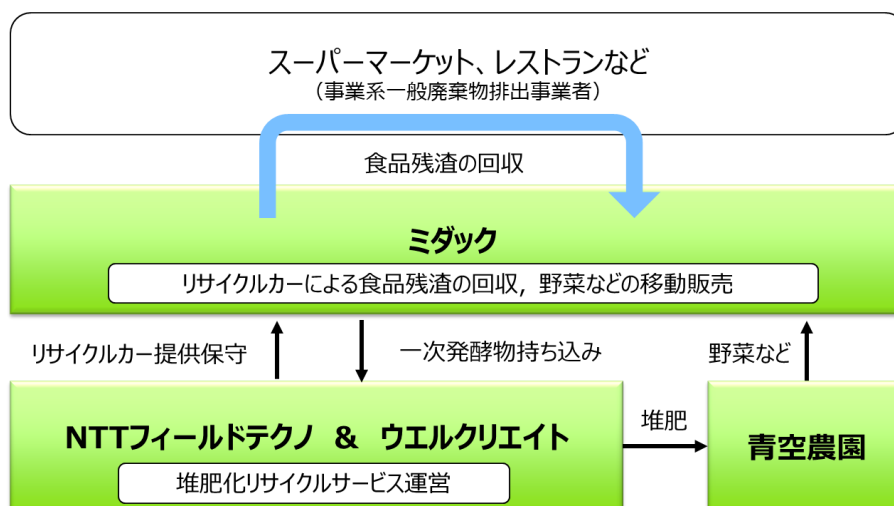 スーパーマーケット、レストランなど
（事業系一般廃棄物排出事業者）
食品残渣の回収
ミダック
リサイクルカーによる食品残渣の回収, 野菜などの移動販売
リサイクルカー提供保守
一次発酵物持ち込み
野菜など
NTTフィールドテクノ & ウエルクリエイト
堆肥化リサイクルサービス運営
堆肥
青空農園